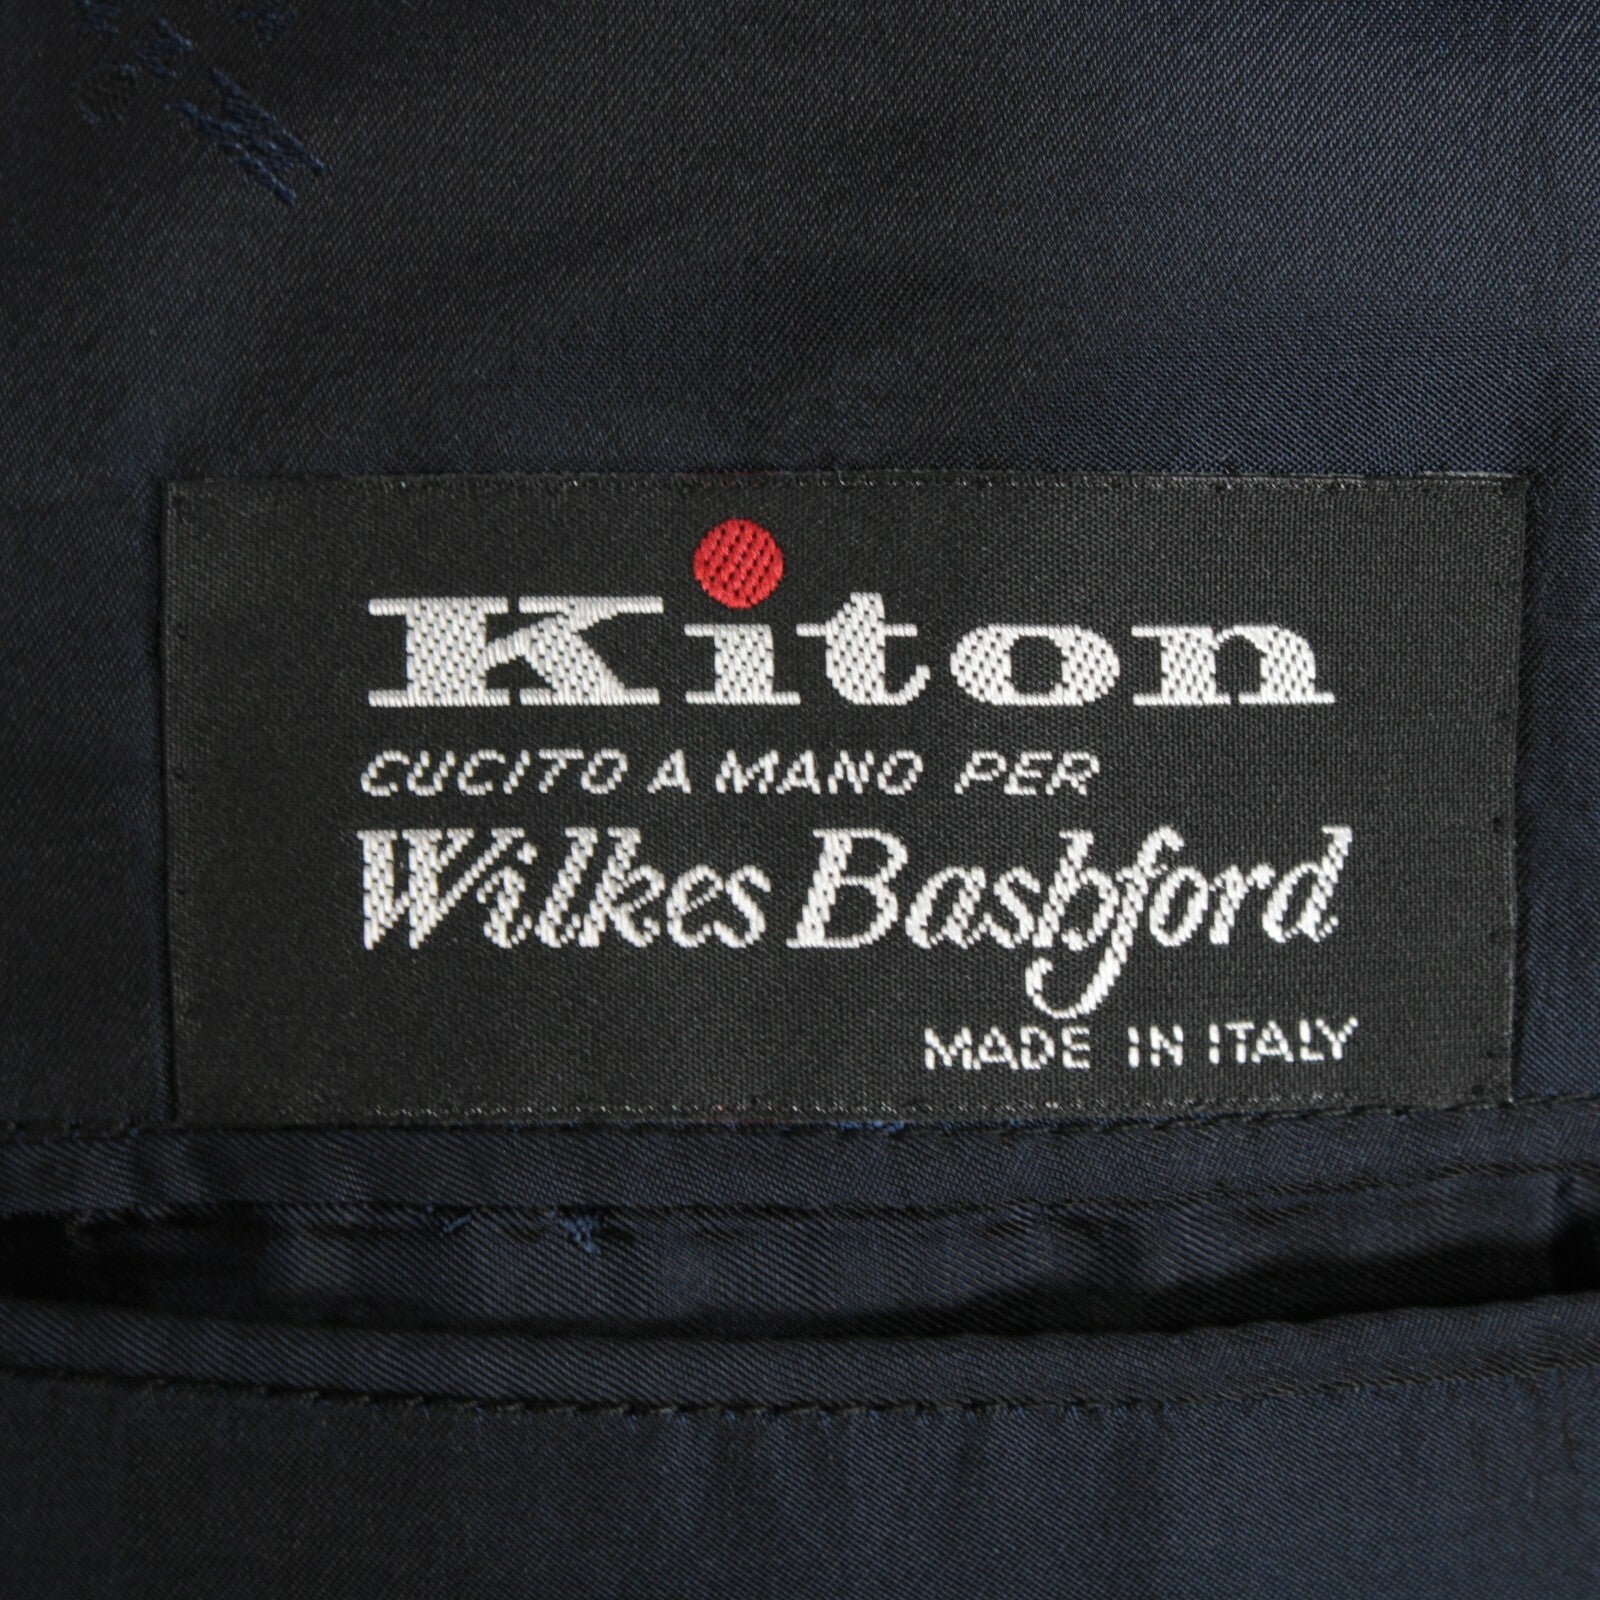 Kiton
CUCITO A MANO PER
Wilkes Bashford
MADE IN ITALY